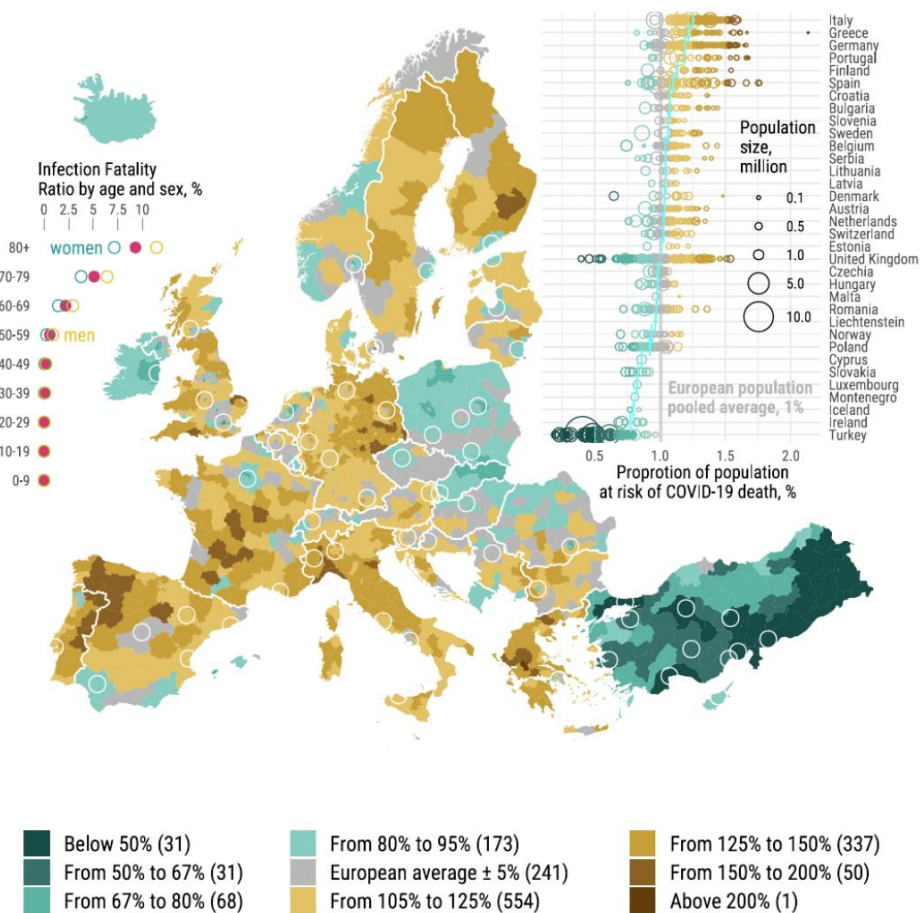 Infection Fatality
Ratio by age and sex, %
0 2.5 5 7.5 10
80+ women
70-79
60-69
50-59 men
40-49
30-39
20-29
10-19
0-9
Italy
Greece
Germany
Portugal
Finland
Spain
Croatia
Bulgaria
Slovenia
Sweden
Belgium
Serbia
Lithuania
Latvia
Denmark
Austria
Netherlands
Switzerland
Estonia
United Kingdom
Czechia
Hungary
Malta
Romania
Liechtenstein
Norway
Poland
Cyprus
Slovakia
Luxembourg
Montenegro
Iceland
Ireland
Turkey
Population
size,
million
0.1
0.5
1.0
5.0
10.0
European population
pooled average, 1%
0.5 1.0 1.5 2.0
Proprotion of population
at risk of COVID-19 death, %
Below 50% (31)
From 50% to 67% (31)
From 67% to 80% (68)
From 80% to 95% (173)
European average ± 5% (241)
From 105% to 125% (554)
From 125% to 150% (337)
From 150% to 200% (50)
Above 200% (1)